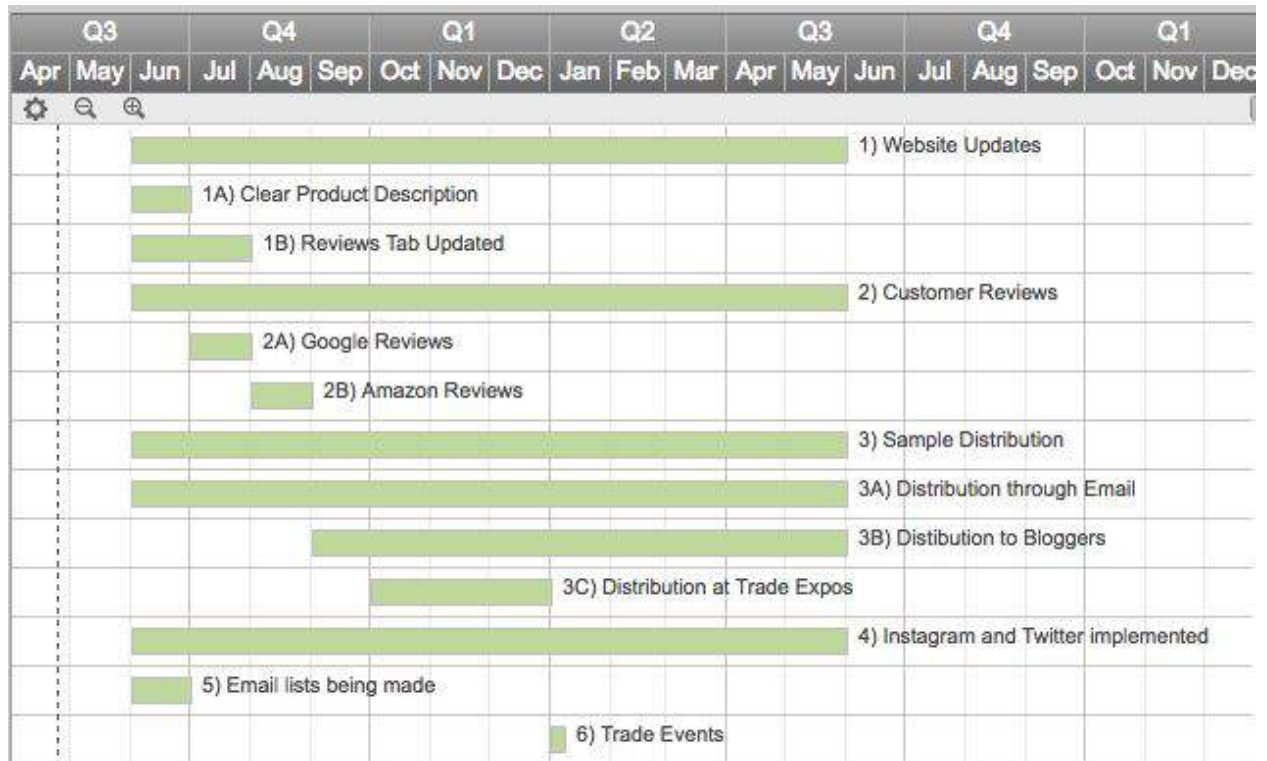 Q3 Q4 Q1 Q2 Q3 Q4 Q1
Apr May Jun Jul Aug Sep Oct Nov Dec Jan Feb Mar Apr May Jun Jul Aug Sep Oct Nov Dec
1) Website Updates
1A) Clear Product Description
1B) Reviews Tab Updated
2) Customer Reviews
2A) Google Reviews
2B) Amazon Reviews
3) Sample Distribution
3A) Distribution through Email
3B) Distibution to Bloggers
3C) Distribution at Trade Expos
4) Instagram and Twitter implemented
5) Email lists being made
6) Trade Events